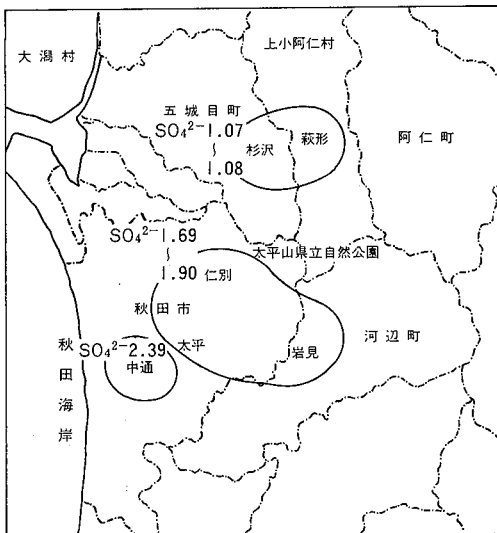 上小阿仁村
大潟村
五城目町
SO₄²⁻1.07
〜
1.08
杉沢
萩形
阿仁町
SO₄²⁻1.69
〜
1.90
太平山県立自然公園
仁別
秋田市
河辺町
SO₄²⁻2.39
太平
岩見
中通
秋田海岸